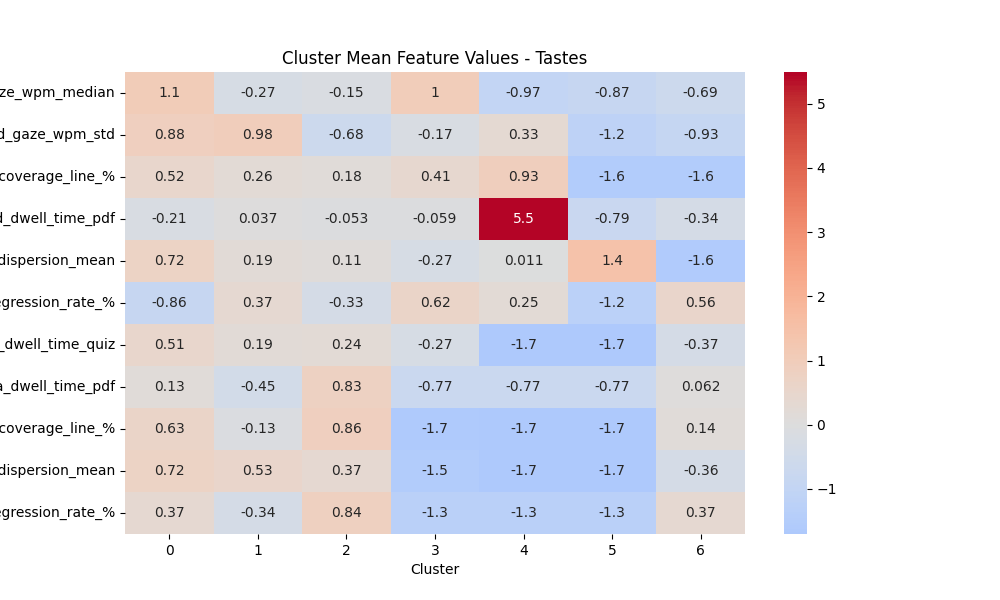 Cluster Mean Feature Values - Tastes
ze_wpm_median 1.1 -0.27 -0.15 1 -0.97 -0.87 -0.69
d_gaze_wpm_std 0.88 0.98 -0.68 -0.17 0.33 -1.2 -0.93
coverage_line_% 0.52 0.26 0.18 0.41 0.93 -1.6 -1.6
d_dwell_time_pdf -0.21 0.037 -0.053 -0.059 5.5 -0.79 -0.34
dispersion_mean 0.72 0.19 0.11 -0.27 0.011 1.4 -1.6
egression_rate_% -0.86 0.37 -0.33 0.62 0.25 -1.2 0.56
_dwell_time_quiz 0.51 0.19 0.24 -0.27 -1.7 -1.7 -0.37
a_dwell_time_pdf 0.13 -0.45 0.83 -0.77 -0.77 -0.77 0.062
coverage_line_% 0.63 -0.13 0.86 -1.7 -1.7 -1.7 0.14
dispersion_mean 0.72 0.53 0.37 -1.5 -1.7 -1.7 -0.36
egression_rate_% 0.37 -0.34 0.84 -1.3 -1.3 -1.3 0.37
0 1 2 3 4 5 6
Cluster
5
4
3
2
1
0
−1